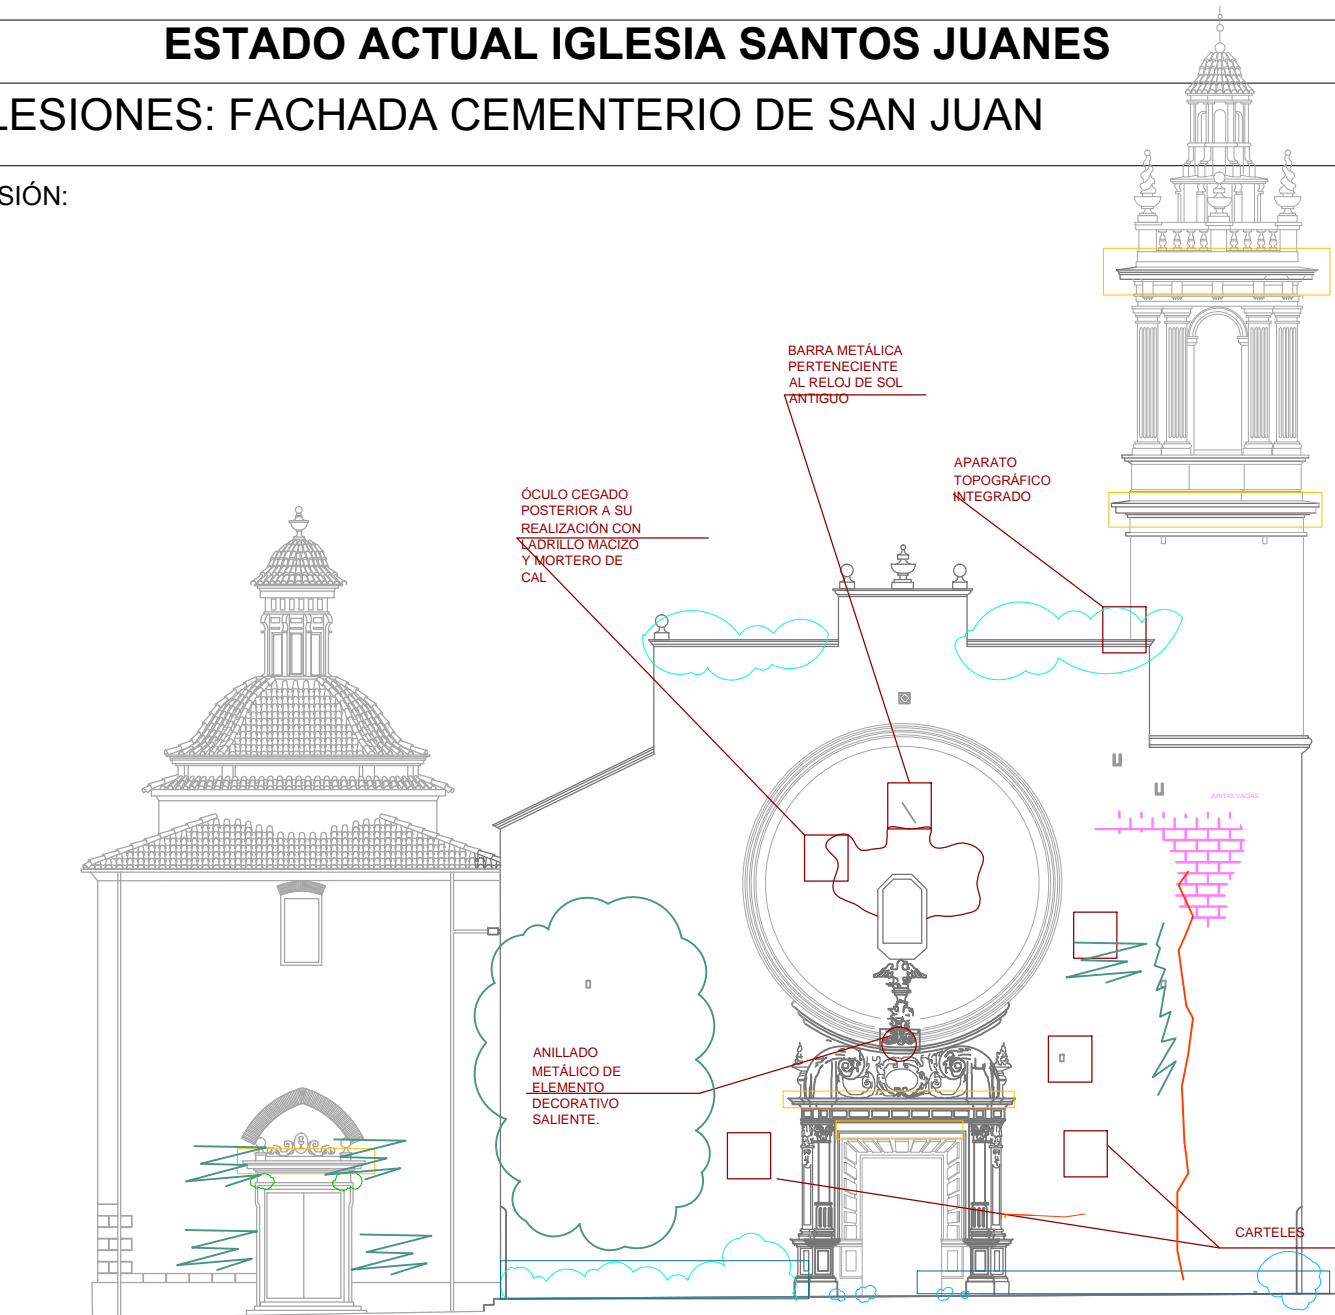 ESTADO ACTUAL IGLESIA SANTOS JUANES
LESIONES: FACHADA CEMENTERIO DE SAN JUAN
SIÓN:
BARRA METÁLICA
PERTENECIENTE
AL RELOJ DE SOL
ANTIGUO
APARATO
TOPOGRÁFICO
INTEGRADO
ÓCULO CEGADO
POSTERIOR A SU
REALIZACIÓN CON
LADRILLO MACIZO
Y MORTERO DE
CAL
JUNTAS VACÍAS
ANILLADO
METÁLICO DE
ELEMENTO
DECORATIVO
SALIENTE.
CARTELES